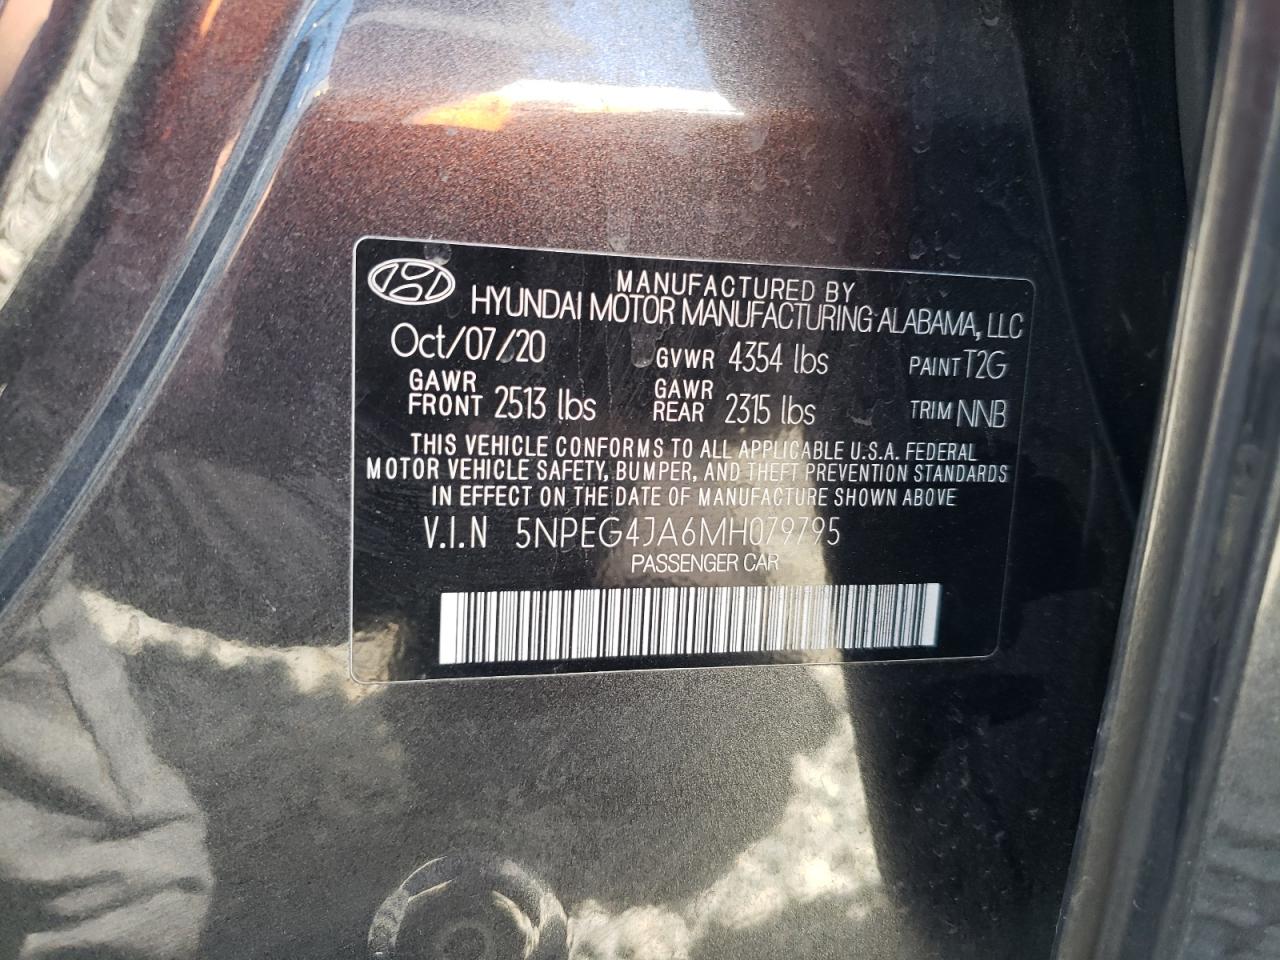 MANUFACTURED BY
HYUNDAI MOTOR MANUFACTURING ALABAMA, LLC
Oct/07/20 GVWR 4354 lbs PAINT T2G
GAWR FRONT 2513 lbs GAWR REAR 2315 lbs TRIM NNB
THIS VEHICLE CONFORMS TO ALL APPLICABLE U.S.A. FEDERAL
MOTOR VEHICLE SAFETY, BUMPER, AND THEFT PREVENTION STANDARDS
IN EFFECT ON THE DATE OF MANUFACTURE SHOWN ABOVE
V.I.N 5NPEG4JA6MH079795
PASSENGER CAR